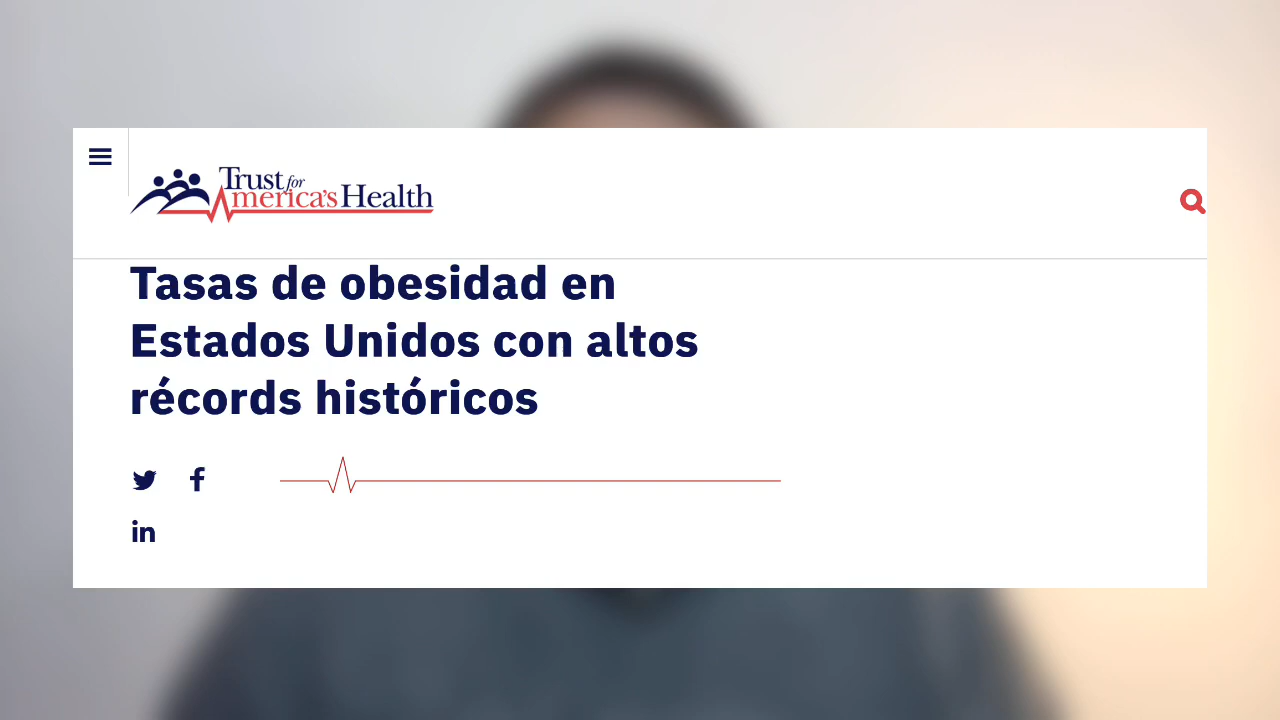 Trust for
America's Health
Tasas de obesidad en
Estados Unidos con altos
récords históricos